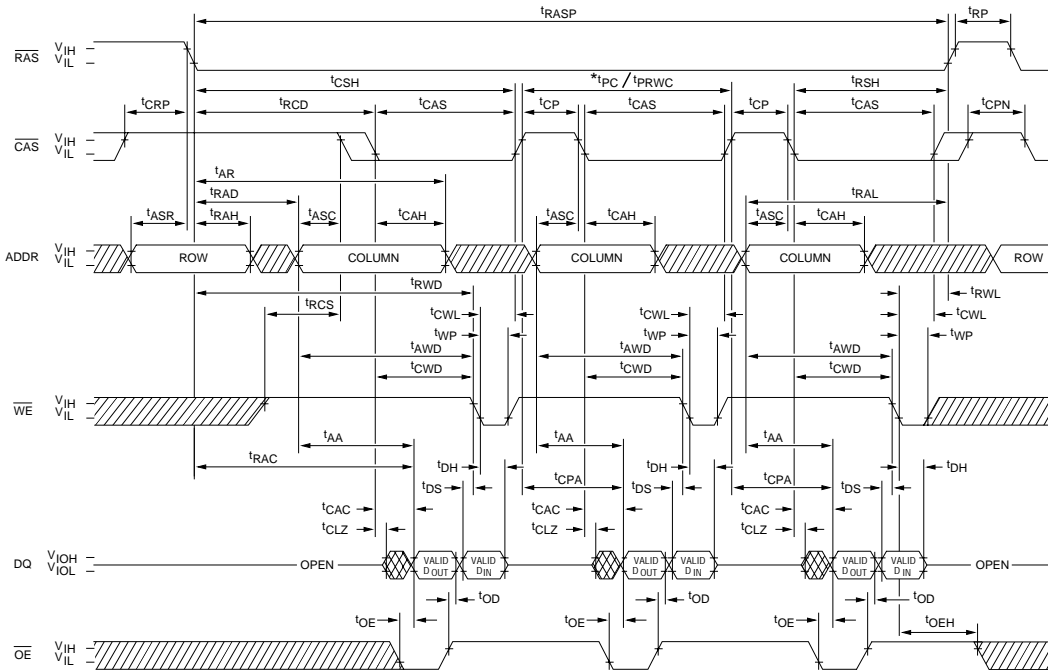 tRASP tRP
RAS VIH
VIL
tCSH *tPC / tPRWC tRSH
tCRP tRCD tCAS tCP tCAS tCP tCAS tCPN
CAS VIH
VIL
tAR
tRAD tRAL
tASR tRAH tASC tCAH tASC tCAH tASC tCAH
ADDR VIH
VIL
ROW COLUMN COLUMN COLUMN ROW
tRWD tRWL
tRCS tCWL tCWL tCWL
tWP tWP tWP
tAWD tAWD tAWD
tCWD tCWD tCWD
WE VIH
VIL
tAA tAA tAA
tRAC tDH tDH tDH
tCPA tCPA
tDS tDS tDS
tCAC tCAC tCAC
tCLZ tCLZ tCLZ
DQ VIOH
VIOL
OPEN VALID DOUT VALID DIN VALID DOUT VALID DIN VALID DOUT VALID DIN OPEN
tOD tOD tOD
tOE tOE tOE tOEH
OE VIH
VIL